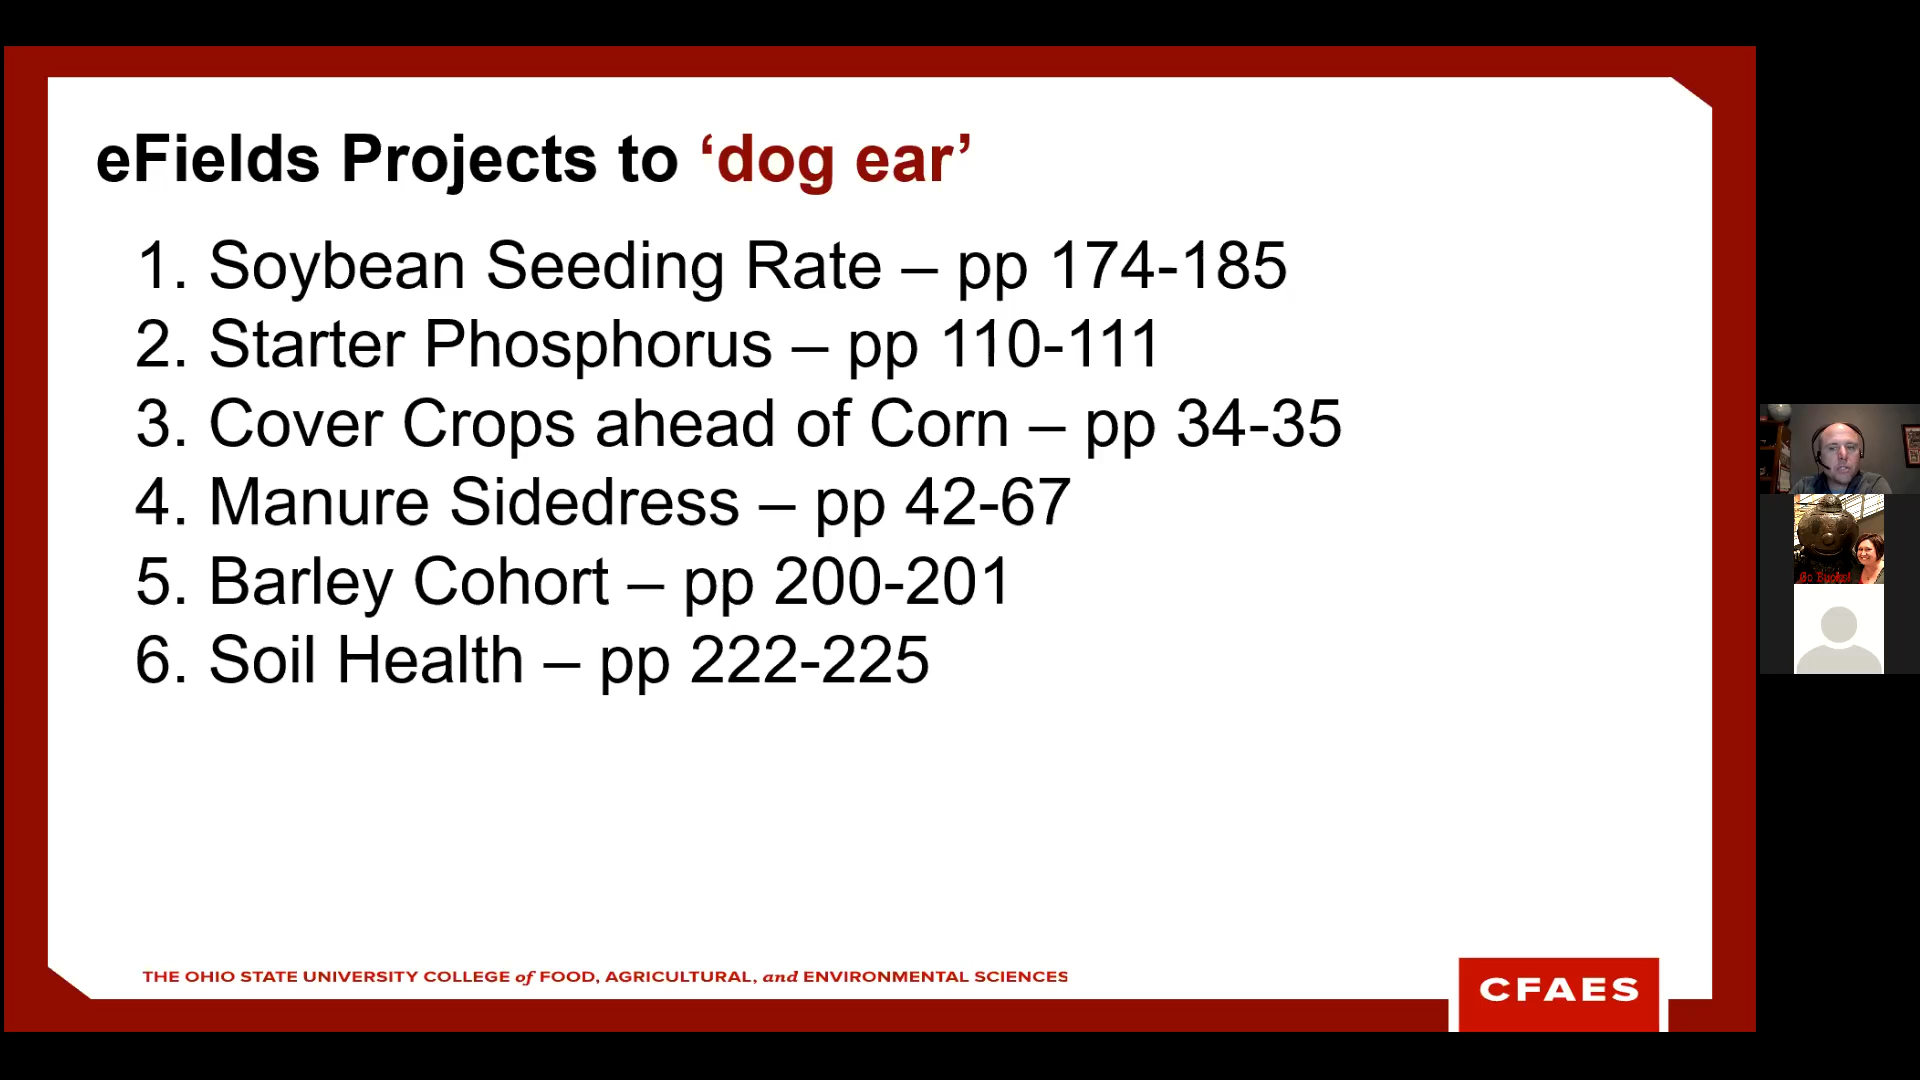 eFields Projects to ‘dog ear’
1. Soybean Seeding Rate – pp 174-185
2. Starter Phosphorus – pp 110-111
3. Cover Crops ahead of Corn – pp 34-35
4. Manure Sidedress – pp 42-67
5. Barley Cohort – pp 200-201
6. Soil Health – pp 222-225
THE OHIO STATE UNIVERSITY COLLEGE of FOOD, AGRICULTURAL, and ENVIRONMENTAL SCIENCES
CFAES
Go Bucks!